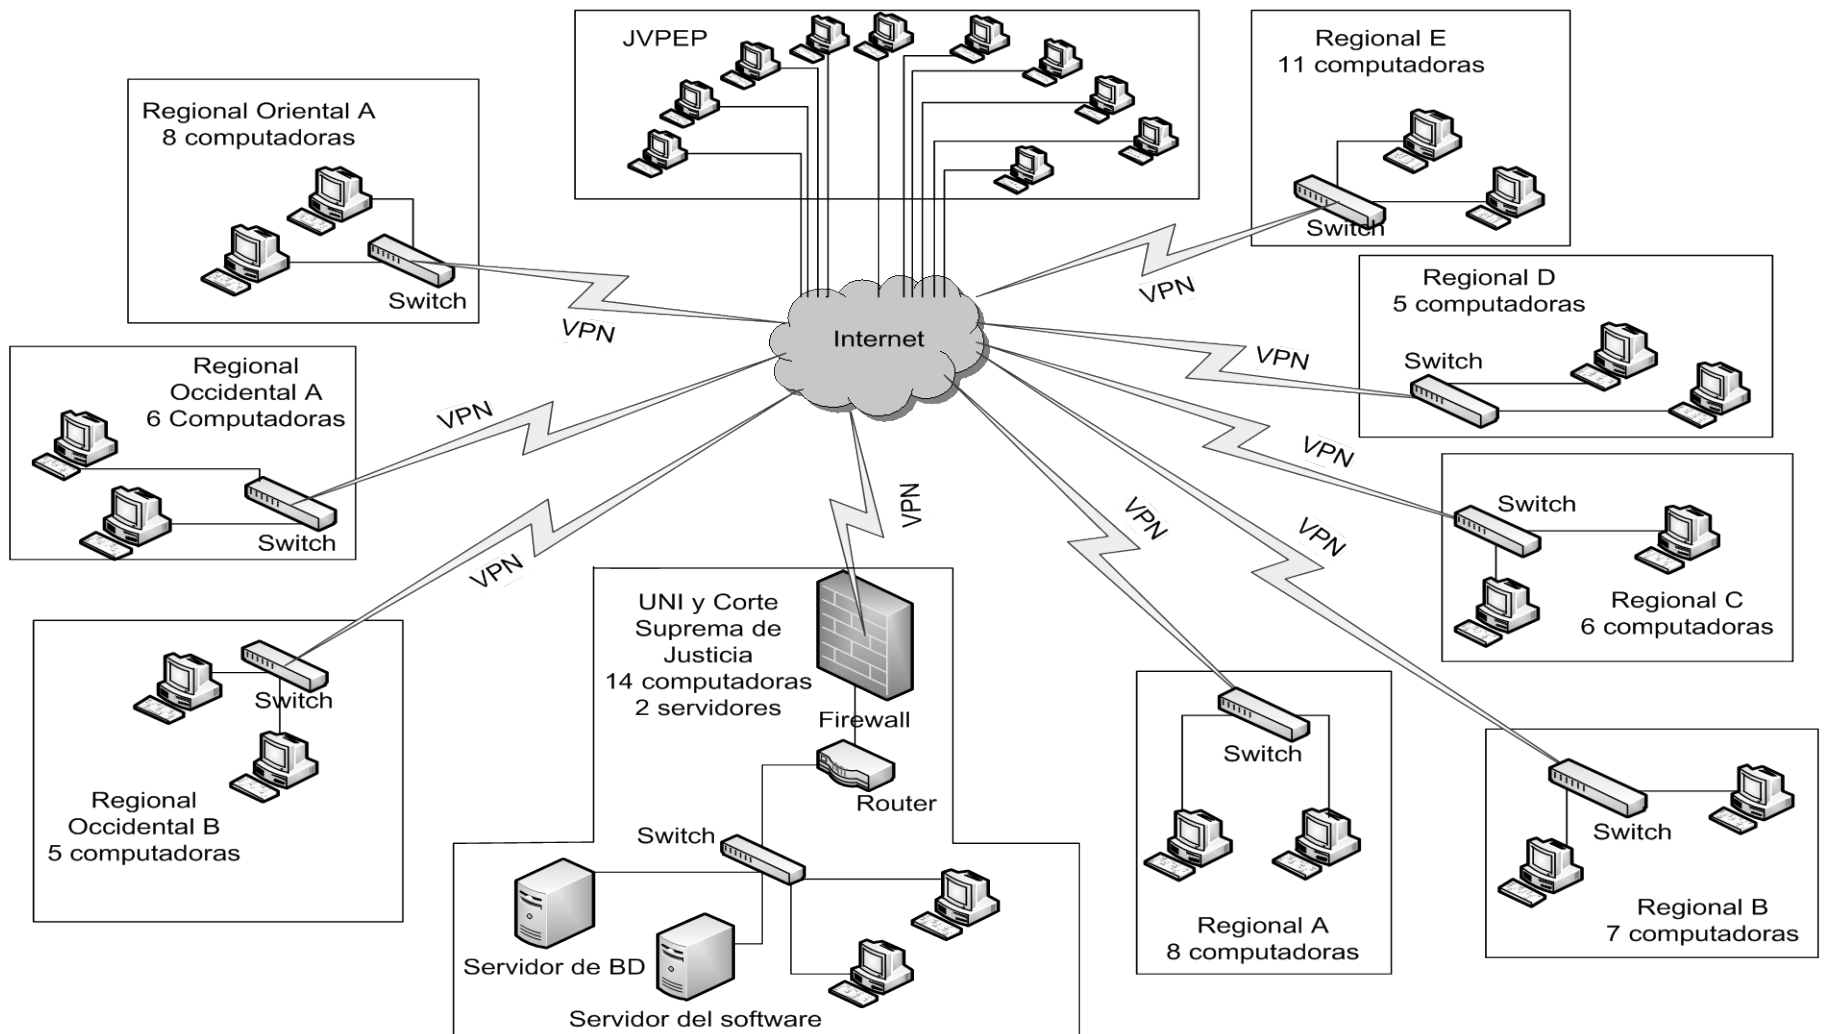 JVPEP
Regional E
11 computadoras
Switch
VPN
Regional Oriental A
8 computadoras
Switch
VPN
Regional D
5 computadoras
Switch
VPN
Internet
Regional
Occidental A
6 Computadoras
Switch
VPN
VPN
Switch
Regional C
6 computadoras
VPN
Switch
Regional
Occidental B
5 computadoras
VPN
UNI y Corte
Suprema de
Justicia
14 computadoras
2 servidores
Firewall
Router
Switch
Servidor de BD
Servidor del software
VPN
Switch
Regional A
8 computadoras
VPN
Switch
Regional B
7 computadoras